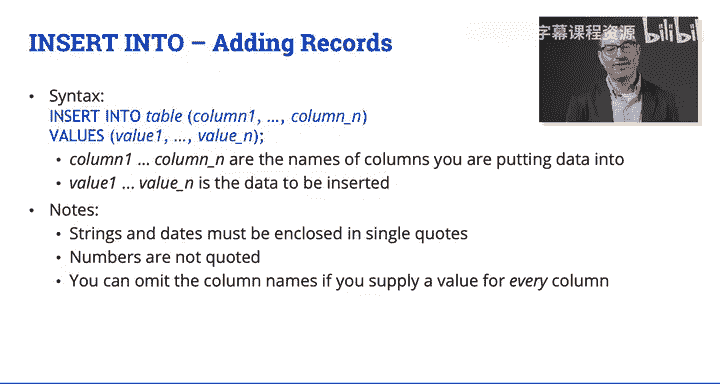 INSERT INTO – Adding Records
字幕课程资源
bilibil
• Syntax:
INSERT INTO table (column1, …, column_n)
VALUES (value1, …, value_n);
• column1 … column_n are the names of columns you are putting data into
• value1 … value_n is the data to be inserted
• Notes:
• Strings and dates must be enclosed in single quotes
• Numbers are not quoted
• You can omit the column names if you supply a value for every column